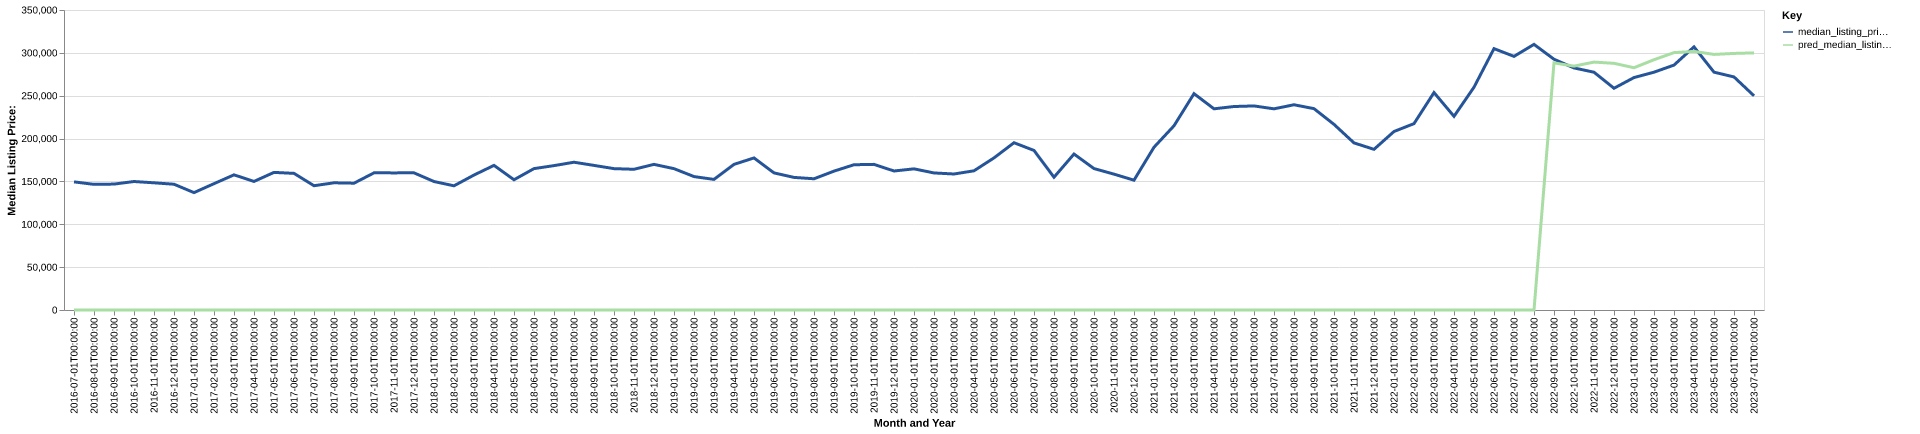 350,000
300,000
250,000
200,000
150,000
100,000
50,000
0
Median Listing Price:
2016-07-01T00:00:00
2016-08-01T00:00:00
2016-09-01T00:00:00
2016-10-01T00:00:00
2016-11-01T00:00:00
2016-12-01T00:00:00
2017-01-01T00:00:00
2017-02-01T00:00:00
2017-03-01T00:00:00
2017-04-01T00:00:00
2017-05-01T00:00:00
2017-06-01T00:00:00
2017-07-01T00:00:00
2017-08-01T00:00:00
2017-09-01T00:00:00
2017-10-01T00:00:00
2017-11-01T00:00:00
2017-12-01T00:00:00
2018-01-01T00:00:00
2018-02-01T00:00:00
2018-03-01T00:00:00
2018-04-01T00:00:00
2018-05-01T00:00:00
2018-06-01T00:00:00
2018-07-01T00:00:00
2018-08-01T00:00:00
2018-09-01T00:00:00
2018-10-01T00:00:00
2018-11-01T00:00:00
2018-12-01T00:00:00
2019-01-01T00:00:00
2019-02-01T00:00:00
2019-03-01T00:00:00
2019-04-01T00:00:00
2019-05-01T00:00:00
2019-06-01T00:00:00
2019-07-01T00:00:00
2019-08-01T00:00:00
2019-09-01T00:00:00
2019-10-01T00:00:00
2019-11-01T00:00:00
2019-12-01T00:00:00
2020-01-01T00:00:00
2020-02-01T00:00:00
2020-03-01T00:00:00
2020-04-01T00:00:00
2020-05-01T00:00:00
2020-06-01T00:00:00
2020-07-01T00:00:00
2020-08-01T00:00:00
2020-09-01T00:00:00
2020-10-01T00:00:00
2020-11-01T00:00:00
2020-12-01T00:00:00
2021-01-01T00:00:00
2021-02-01T00:00:00
2021-03-01T00:00:00
2021-04-01T00:00:00
2021-05-01T00:00:00
2021-06-01T00:00:00
2021-07-01T00:00:00
2021-08-01T00:00:00
2021-09-01T00:00:00
2021-10-01T00:00:00
2021-11-01T00:00:00
2021-12-01T00:00:00
2022-01-01T00:00:00
2022-02-01T00:00:00
2022-03-01T00:00:00
2022-04-01T00:00:00
2022-05-01T00:00:00
2022-06-01T00:00:00
2022-07-01T00:00:00
2022-08-01T00:00:00
2022-09-01T00:00:00
2022-10-01T00:00:00
2022-11-01T00:00:00
2022-12-01T00:00:00
2023-01-01T00:00:00
2023-02-01T00:00:00
2023-03-01T00:00:00
2023-04-01T00:00:00
2023-05-01T00:00:00
2023-06-01T00:00:00
2023-07-01T00:00:00
Month and Year
Key
median_listing_pri…
pred_median_listin…